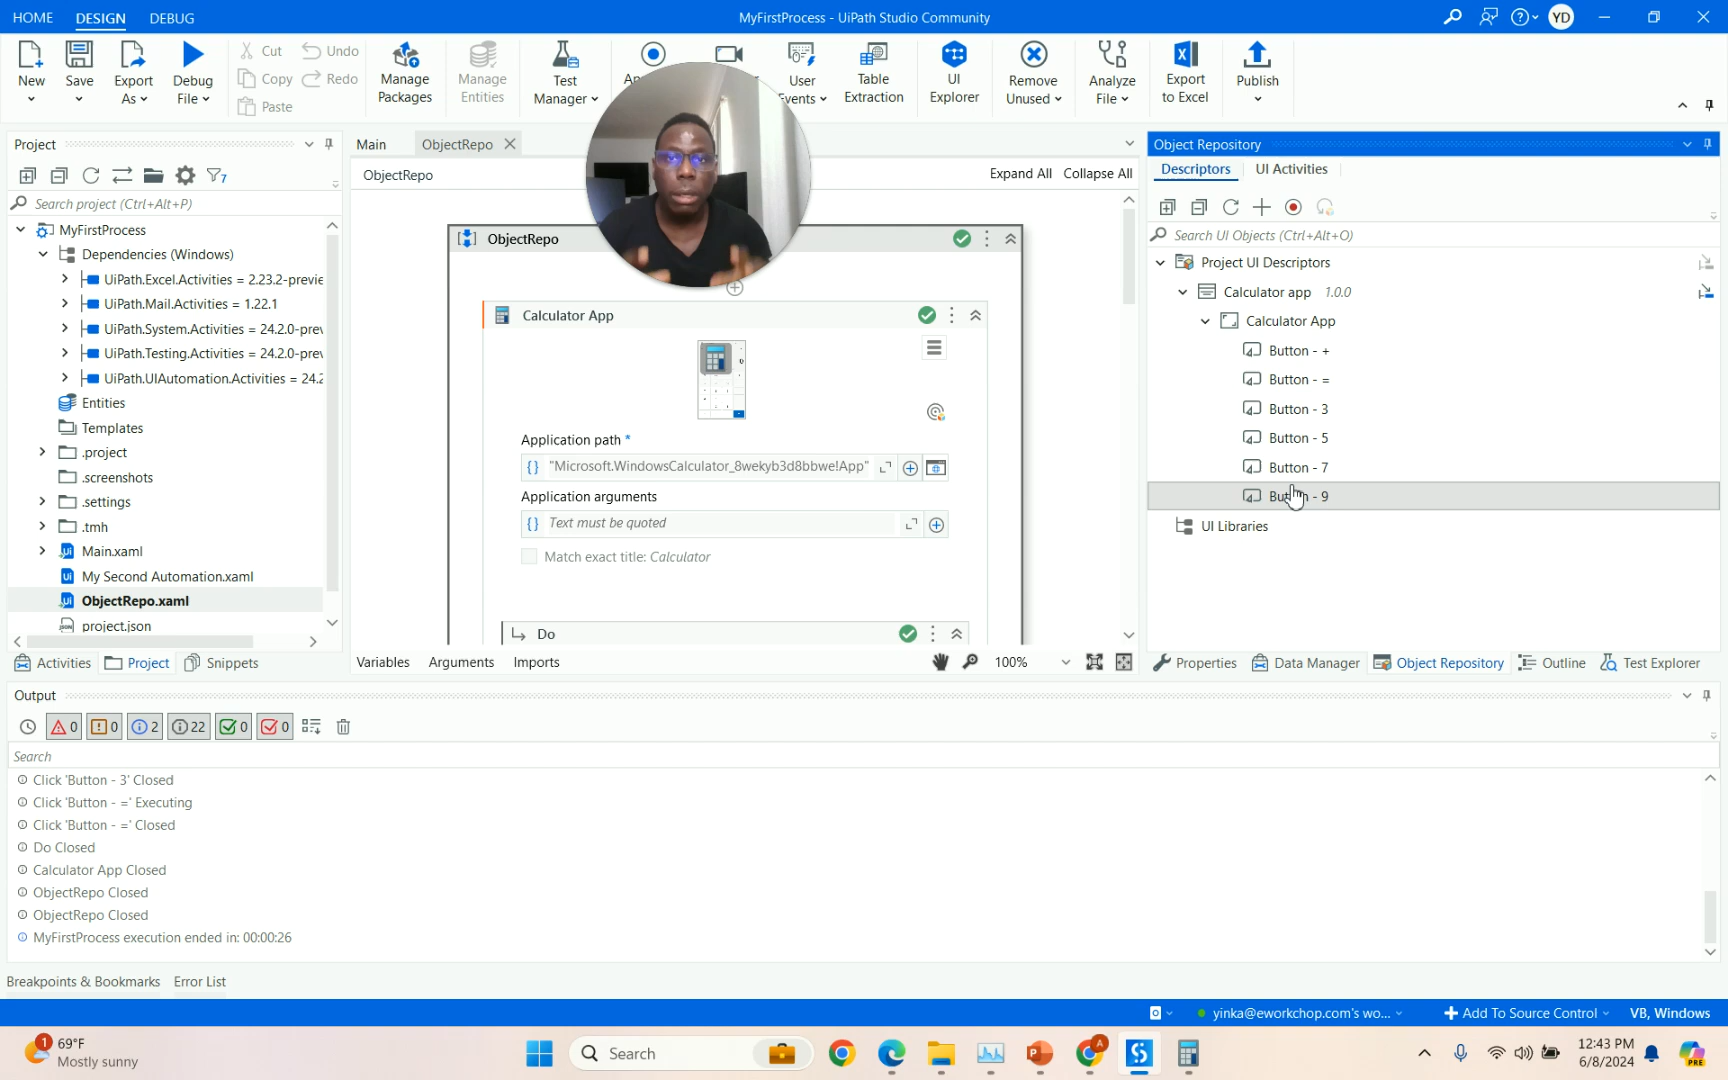 HOME DESIGN DEBUG
MyFirstProcess - UiPath Studio Community
YD
New
Save
Export As
Debug File
Cut
Copy
Paste
Undo
Redo
Manage Packages
Manage Entities
Test Manager
User
Events
Table Extraction
UI Explorer
Remove Unused
Analyze File
Export to Excel
Publish
Project
Search project (Ctrl+Alt+P)
MyFirstProcess
Dependencies (Windows)
UiPath.Excel.Activities = 2.23.2-previe
UiPath.Mail.Activities = 1.22.1
UiPath.System.Activities = 24.2.0-prev
UiPath.Testing.Activities = 24.2.0-prev
UiPath.UIAutomation.Activities = 24.2
Entities
Templates
.project
.screenshots
.settings
.tmh
Main.xaml
My Second Automation.xaml
ObjectRepo.xaml
project.json
Activities Project Snippets
Main ObjectRepo
ObjectRepo
Expand All Collapse All
ObjectRepo
Calculator App
Application path *
"Microsoft.WindowsCalculator_8wekyb3d8bbwe!App"
Application arguments
Text must be quoted
Match exact title: Calculator
Do
Variables Arguments Imports
100%
Object Repository
Descriptors UI Activities
Search UI Objects (Ctrl+Alt+O)
Project UI Descriptors
Calculator app 1.0.0
Calculator App
Button - +
Button - =
Button - 3
Button - 5
Button - 7
Button - 9
UI Libraries
Properties Data Manager Object Repository Outline Test Explorer
Output
0 0 2 22 0 0
Search
Click 'Button - 3' Closed
Click 'Button - =' Executing
Click 'Button - =' Closed
Do Closed
Calculator App Closed
ObjectRepo Closed
ObjectRepo Closed
MyFirstProcess execution ended in: 00:00:26
Breakpoints & Bookmarks Error List
yinka@eworkchop.com's wo...
Add To Source Control
VB, Windows
1
69°F
Mostly sunny
Search
12:43 PM
6/8/2024
PRE